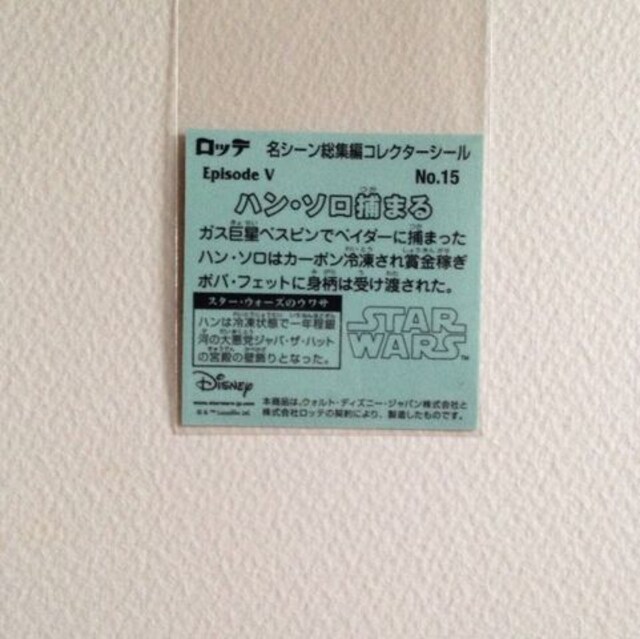 ロッテ 名シーン総集編コレクターシール
Episode V No.15
ハン・ソロ捕まる
ガス巨星ベスピンでベイダーに捕まった
ハン・ソロはカーボン冷凍され賞金稼ぎ
ボバ・フェットに身柄は受け渡された。
スター・ウォーズのウワサ
ハンは冷凍状態で一年程銀
河の大悪党ジャバ・ザ・ハット
の宮殿の壁飾りとなった。
STAR
WARS™
Disney
www.starwars-jp.com 本商品は、ウォルト・ディズニー・ジャパン株式会社と
© & ™ Lucasfilm Ltd. 株式会社ロッテの契約により、製造したものです。